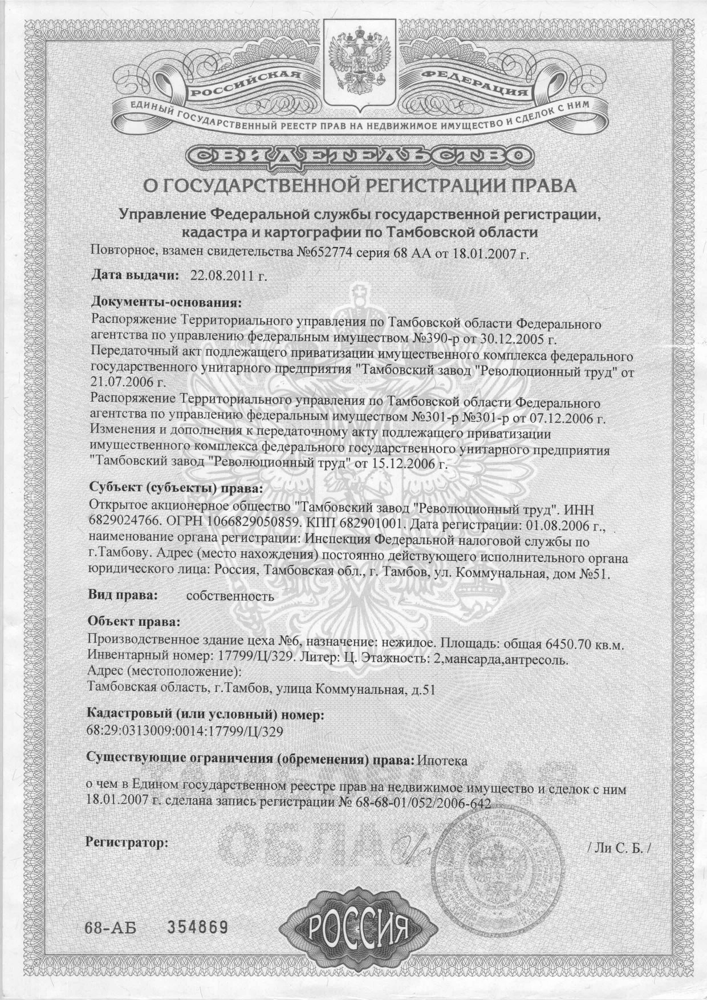 РОССИЙСКАЯ ФЕДЕРАЦИЯ
ЕДИНЫЙ ГОСУДАРСТВЕННЫЙ РЕЕСТР ПРАВ НА НЕДВИЖИМОЕ ИМУЩЕСТВО И СДЕЛОК С НИМ
СВИДЕТЕЛЬСТВО
О ГОСУДАРСТВЕННОЙ РЕГИСТРАЦИИ ПРАВА
Управление Федеральной службы государственной регистрации,
кадастра и картографии по Тамбовской области
Повторное, взамен свидетельства №652774 серия 68 АА от 18.01.2007 г.
Дата выдачи: 22.08.2011 г.
Документы-основания:
Распоряжение Территориального управления по Тамбовской области Федерального
агентства по управлению федеральным имуществом №390-р от 30.12.2005 г.
Передаточный акт подлежащего приватизации имущественного комплекса федерального
государственного унитарного предприятия "Тамбовский завод "Революционный труд" от
21.07.2006 г.
Распоряжение Территориального управления по Тамбовской области Федерального
агентства по управлению федеральным имуществом №301-р №301-р от 07.12.2006 г.
Изменения и дополнения к передаточному акту подлежащего приватизации
имущественного комплекса федерального государственного унитарного предприятия
"Тамбовский завод "Революционный труд" от 15.12.2006 г.
Субъект (субъекты) права:
Открытое акционерное общество "Тамбовский завод "Революционный труд". ИНН
6829024766. ОГРН 1066829050859. КПП 682901001. Дата регистрации: 01.08.2006 г.,
наименование органа регистрации: Инспекция Федеральной налоговой службы по
г.Тамбову. Адрес (место нахождения) постоянно действующего исполнительного органа
юридического лица: Россия, Тамбовская обл., г. Тамбов, ул. Коммунальная, дом №51.
Вид права: собственность
Объект права:
Производственное здание цеха №6, назначение: нежилое. Площадь: общая 6450.70 кв.м.
Инвентарный номер: 17799/Ц/329. Литер: Ц. Этажность: 2,мансарда,антресоль.
Адрес (местоположение):
Тамбовская область, г.Тамбов, улица Коммунальная, д.51
Кадастровый (или условный) номер:
68:29:0313009:0014:17799/Ц/329
Существующие ограничения (обременения) права: Ипотека
ТАМБОВСКАЯ
о чем в Едином государственном реестре прав на недвижимое имущество и сделок с ним
18.01.2007 г. сделана запись регистрации № 68-68-01/052/2006-642
Регистратор: / Ли С. Б. /
68-АБ 354869
РОССИЯ